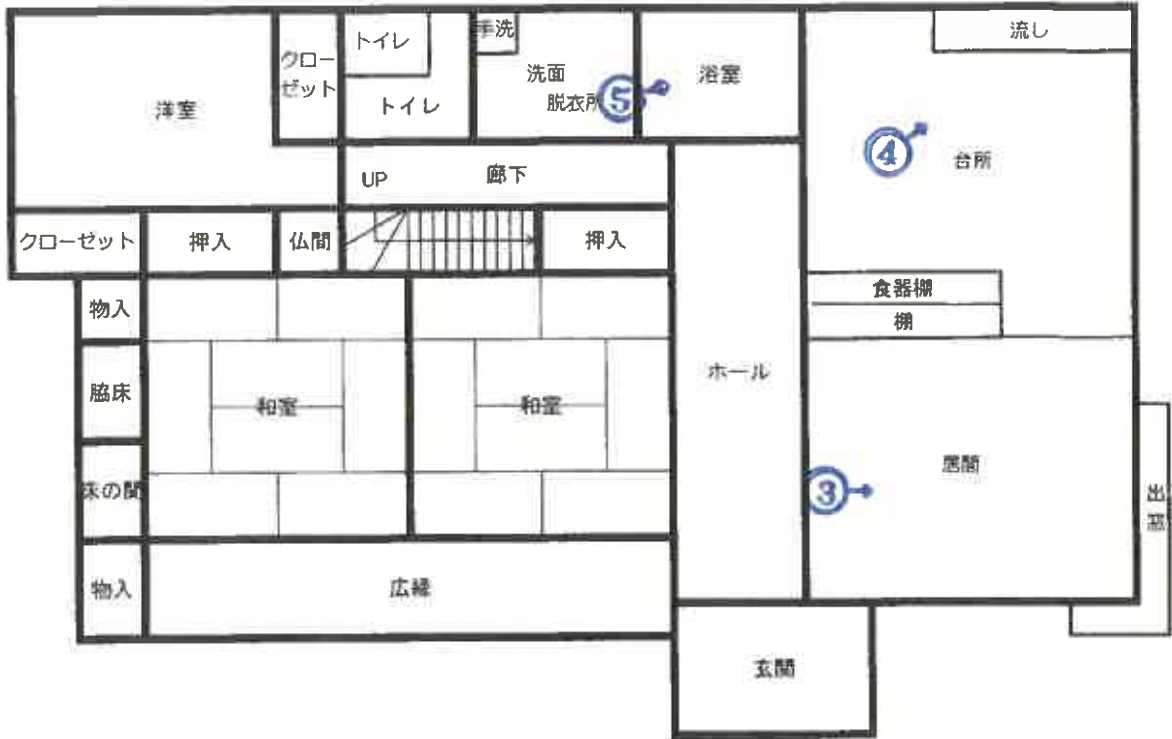 手洗
流し
トイレ
クロー
ゼット
洗面
脱衣所
⑤
浴室
洋室
トイレ
④
台所
UP
廊下
クローゼット
押入
仏間
押入
食器棚
棚
物入
ホール
脇床
和室
和室
居間
床の間
③
出窓
物入
広縁
玄関